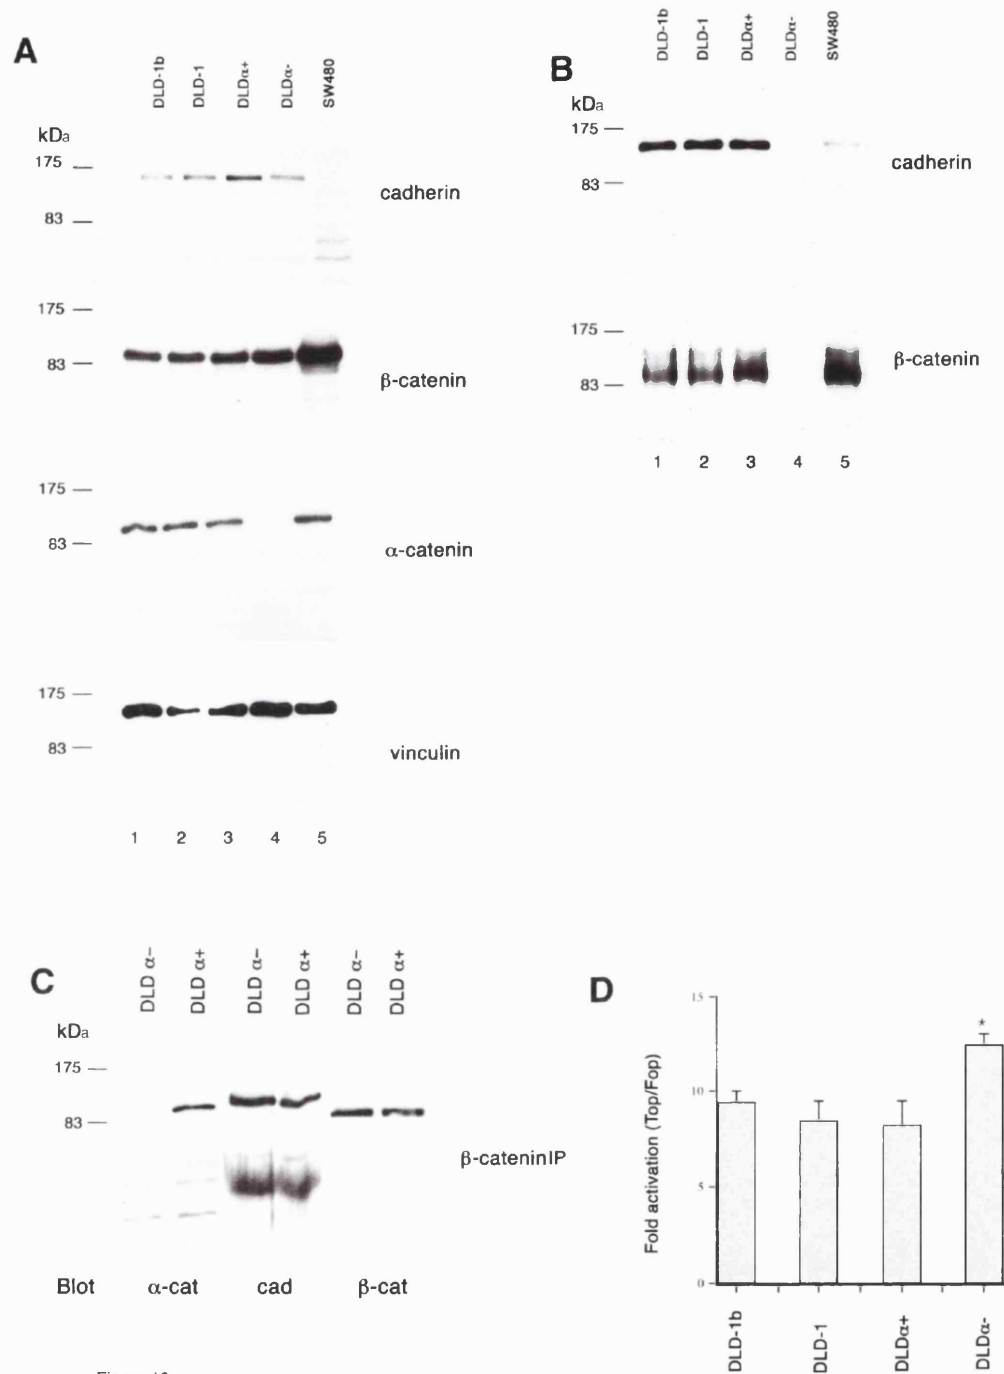 A
DLD-1b
DLD-1
DLDα+
DLDα-
SW480
kDa
175
83
cadherin
175
83
β-catenin
175
83
α-catenin
175
83
vinculin
1 2 3 4 5
B
DLD-1b
DLD-1
DLDα+
DLDα-
SW480
kDa
175
83
cadherin
175
83
β-catenin
1 2 3 4 5
C
DLD α−
DLD α+
DLD α−
DLD α+
DLD α−
DLD α+
kDa
175
83
β-cateninIP
Blot α-cat cad β-cat
D
Fold activation (Top/Fop)
15
10
5
0
*
DLD-1b
DLD-1
DLDα+
DLDα-